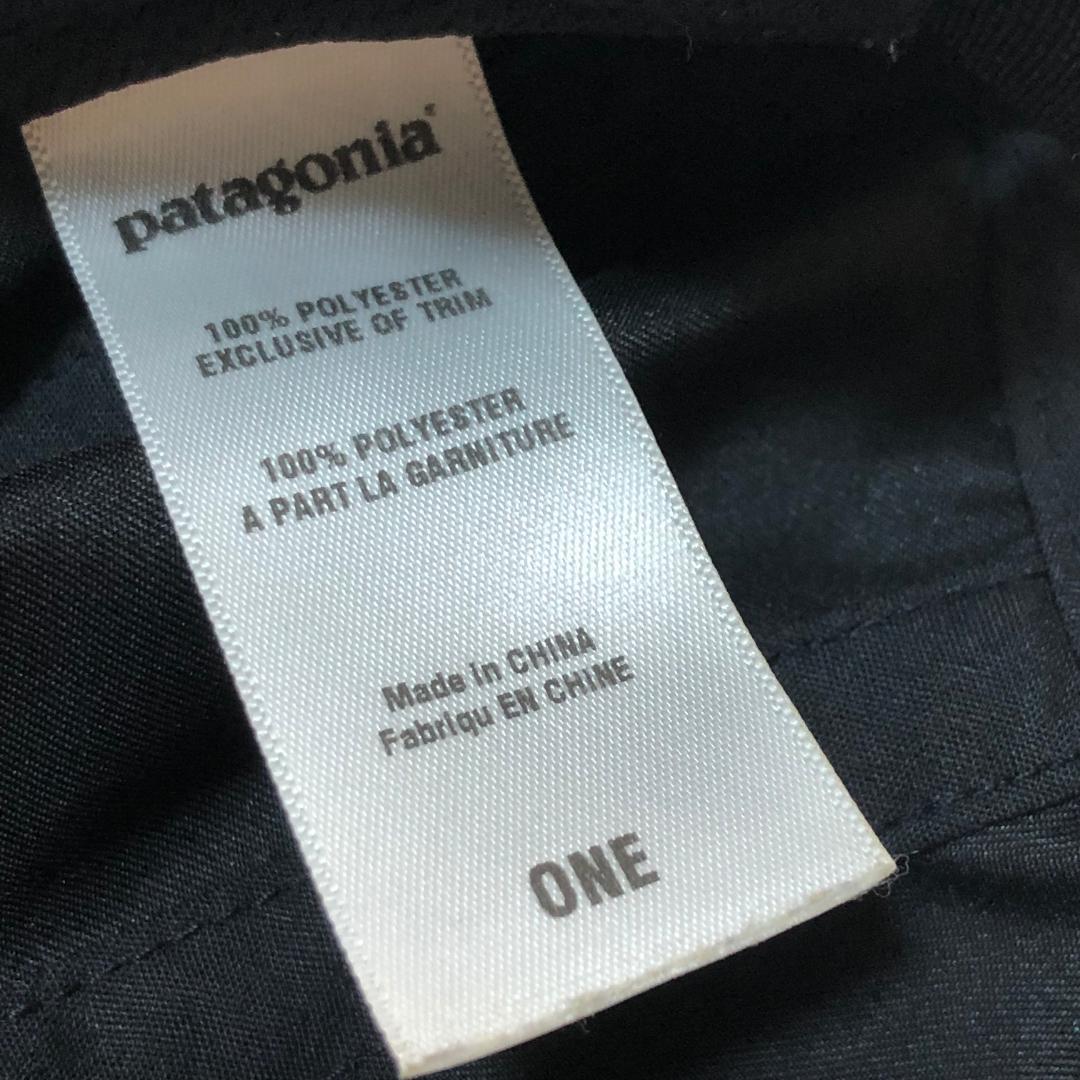 patagonia
100% POLYESTER
EXCLUSIVE OF TRIM
100% POLYESTER
A PART LA GARNITURE
Made in CHINA
Fabriqu EN CHINE
ONE